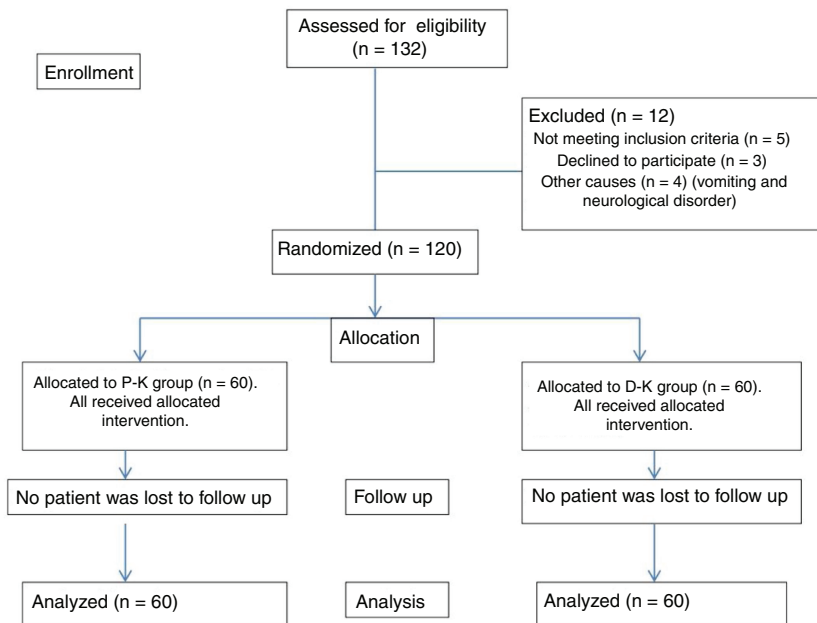 Assessed for eligibility
(n = 132)
Enrollment
Excluded (n = 12)
Not meeting inclusion criteria (n = 5)
Declined to participate (n = 3)
Other causes (n = 4) (vomiting and
neurological disorder)
Randomized (n = 120)
Allocation
Allocated to P-K group (n = 60).
All received allocated
intervention.
Allocated to D-K group (n = 60).
All received allocated
intervention.
No patient was lost to follow up
Follow up
No patient was lost to follow up
Analyzed (n = 60)
Analysis
Analyzed (n = 60)